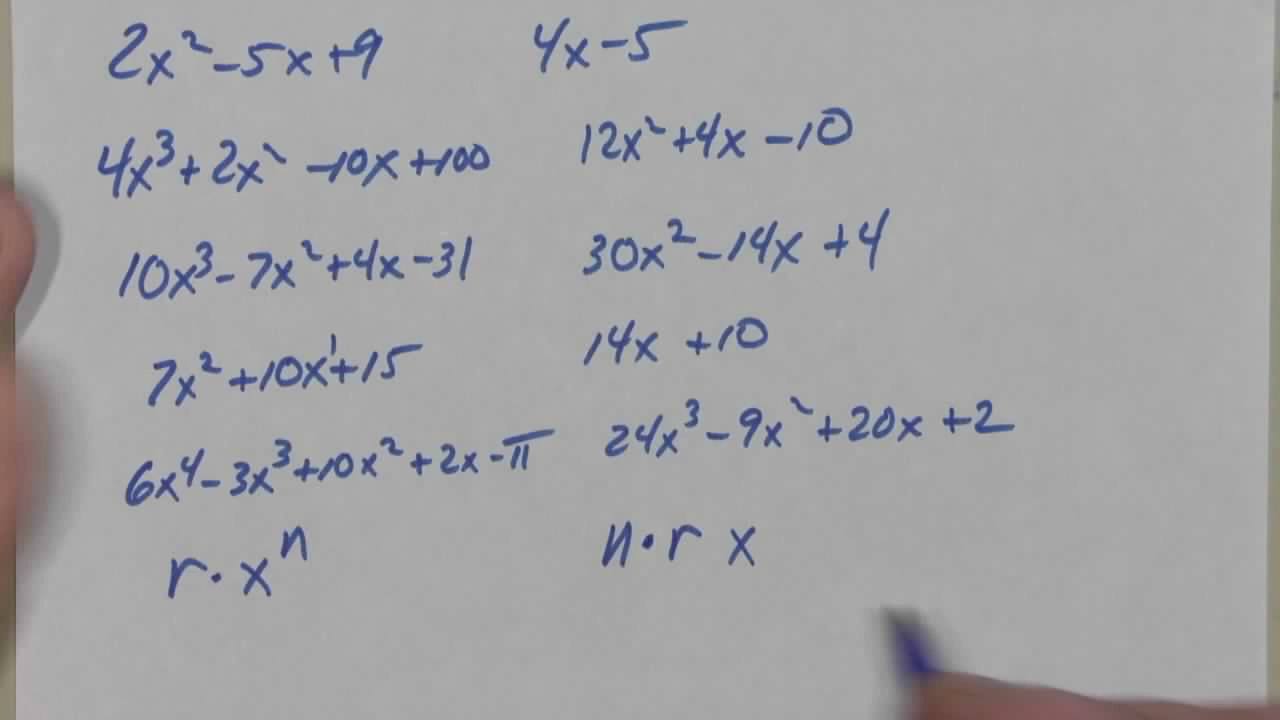 2x² - 5x + 9 4x - 5
4x³ + 2x² - 10x + 100 12x² + 4x - 10
10x³ - 7x² + 4x - 31 30x² - 14x + 4
7x² + 10x¹ + 15 14x + 10
6x⁴ - 3x³ + 10x² + 2x - π 24x³ - 9x² + 20x + 2
r · xⁿ n · r x